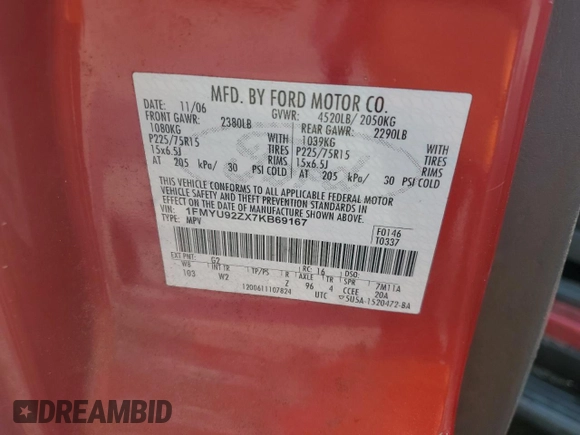 MFD. BY FORD MOTOR CO.
DATE: 11/06 GVWR: 4520LB/ 2050KG
FRONT GAWR: 2380LB REAR GAWR: 2290LB
1080KG WITH 1039KG WITH
P225/75R15 TIRES P225/75R15 TIRES
15x6.5J RIMS 15x6.5J RIMS
AT 205 kPa/ 30 PSI COLD AT 205 kPa/ 30 PSI COLD
THIS VEHICLE CONFORMS TO ALL APPLICABLE FEDERAL MOTOR
VEHICLE SAFETY AND THEFT PREVENTION STANDARDS IN
EFFECT ON THE DATE OF MANUFACTURE SHOWN ABOVE.
VIN: 1FMYU92ZX7KB69167 F0146
TYPE: MPV T0337
EXT PNT: G2 RC: 16 DSO:
WB INT TR TP/PS R AXLE TR SPR 7M11A
103 W2 Z 96 4 CCEE 20A
1200611107824 UTC 5U5A-1520472-BA
DREAMBID